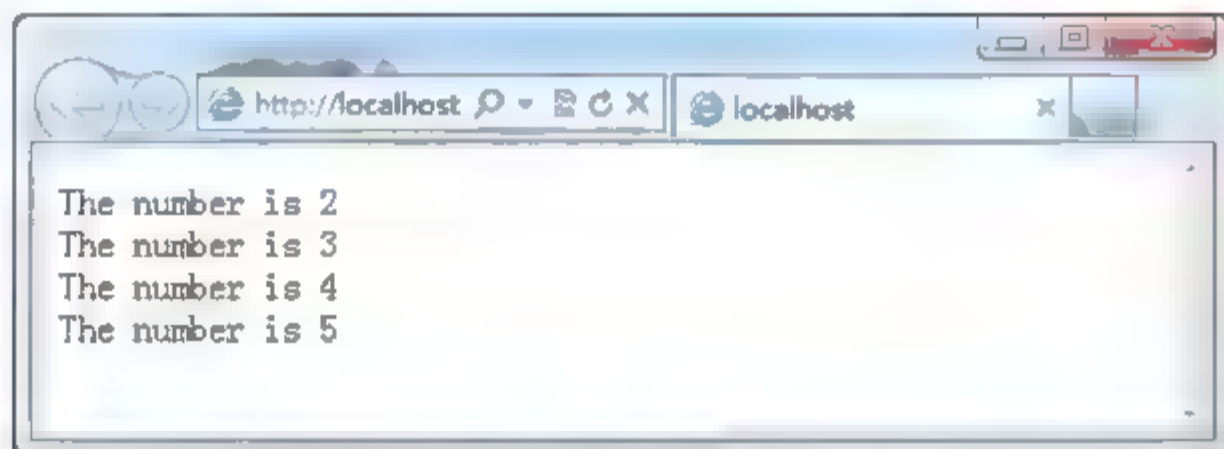 http://localhost
localhost
The number is 2
The number is 3
The number is 4
The number is 5